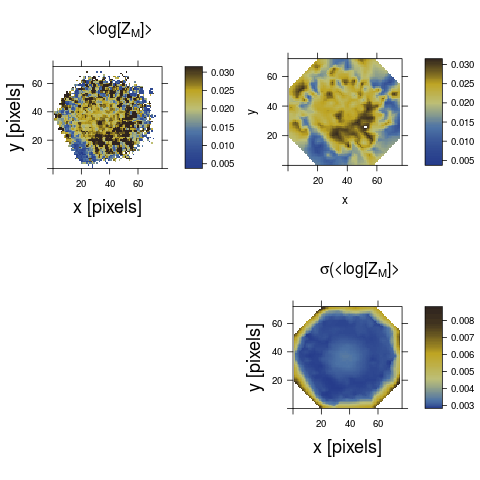 <log[Z_M]>
y [pixels]
60
40
20
20 40 60
x [pixels]
0.030
0.025
0.020
0.015
0.010
0.005
y
60
40
20
20 40 60
x
0.030
0.025
0.020
0.015
0.010
0.005
σ(<log[Z_M]>
y [pixels]
60
40
20
20 40 60
x [pixels]
0.008
0.007
0.006
0.005
0.004
0.003